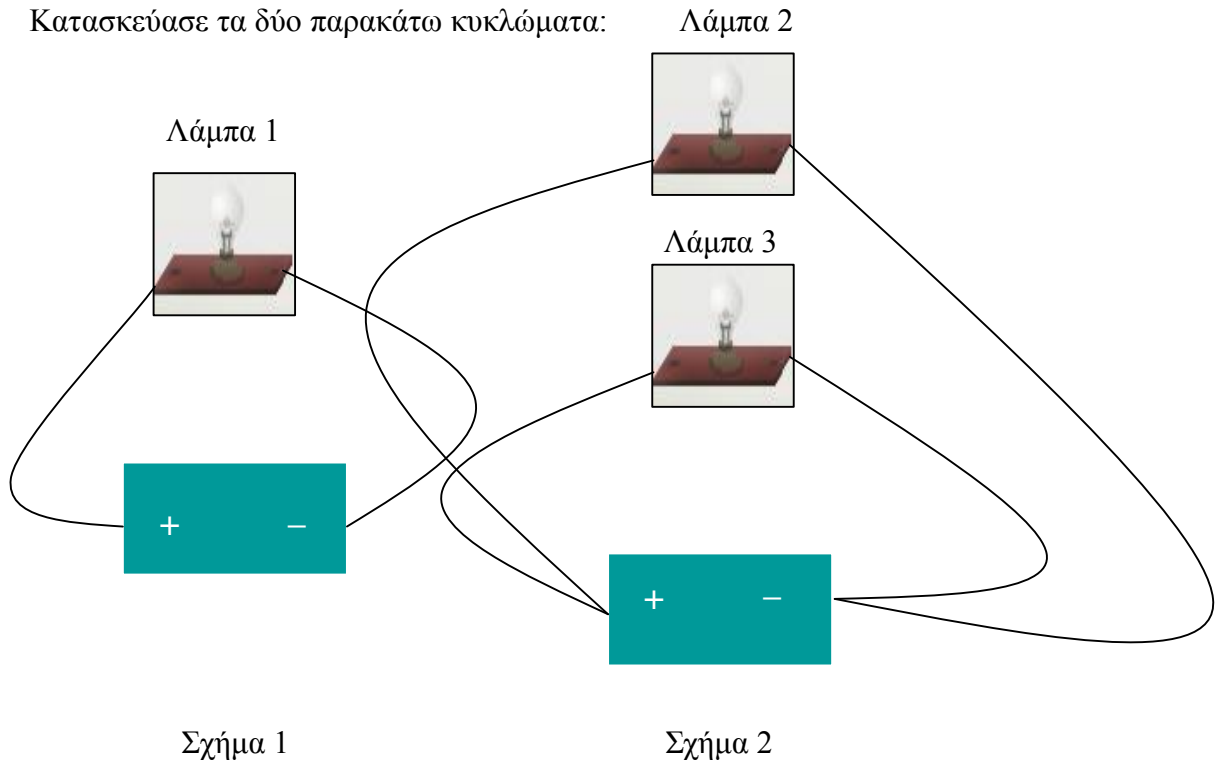 Κατασκεύασε τα δύο παρακάτω κυκλώματα:
Λάμπα 2
Λάμπα 1
Λάμπα 3
+ −
+ −
Σχήμα 1
Σχήμα 2